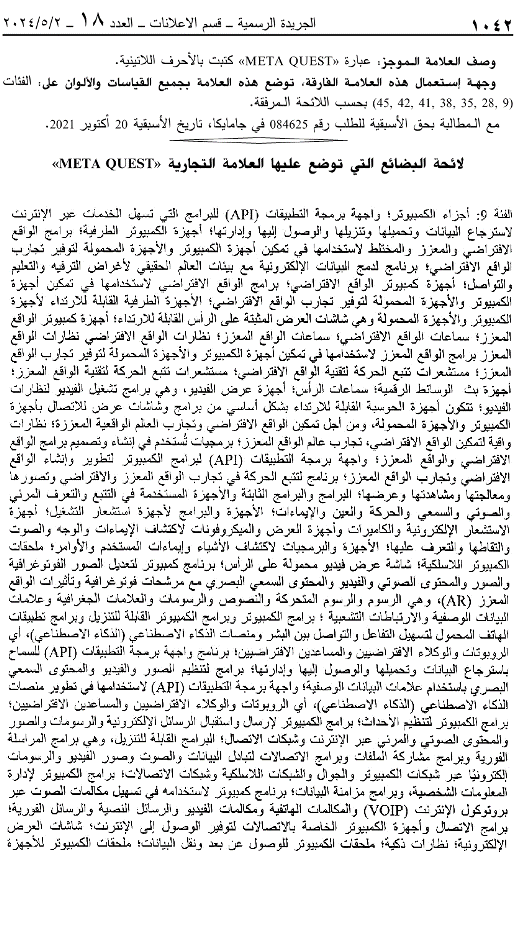 ١٠٤٢ الجريدة الرسمية ــ قسم الاعلانات ــ العدد ١٨ ــ ٢٠٢٤/٥/٢
وصف العلامة الموجز: عبارة «META QUEST» كتبت بالأحرف اللاتينية.
وجهة إستعمال هذه العلامة الفارقة، توضع هذه العلامة بجميع القياسات والألوان على: الفئات
(9 ،28 ،35 ،38 ،41 ،42 ،45) بحسب اللائحة المرفقة.
مع المطالبة بحق الأسبقية للطلب رقم 084625 في جامايكا، تاريخ الأسبقية 20 أكتوبر 2021.
لائحة البضائع التي توضع عليها العلامة التجارية «META QUEST»
الفئة 9: أجزاء الكمبيوتر؛ واجهة برمجة التطبيقات (API) للبرامج التي تسهل الخدمات عبر الإنترنت
لاسترجاع البيانات وتحميلها وتنزيلها والوصول إليها وإدارتها؛ أجهزة الكمبيوتر الطرفية؛ برامج الواقع
الافتراضي والمعزز والمختلط لاستخدامها في تمكين أجهزة الكمبيوتر والأجهزة المحمولة لتوفير تجارب
الواقع الافتراضي؛ برنامج لدمج البيانات الإلكترونية مع بيئات العالم الحقيقي لأغراض الترفيه والتعليم
والتواصل؛ أجهزة كمبيوتر الواقع الافتراضي؛ برامج الواقع الافتراضي لاستخدامها في تمكين أجهزة
الكمبيوتر والأجهزة المحمولة لتوفير تجارب الواقع الافتراضي؛ الأجهزة الطرفية القابلة للارتداء لأجهزة
الكمبيوتر والأجهزة المحمولة وهي شاشات العرض المثبتة على الرأس القابلة للارتداء؛ أجهزة كمبيوتر الواقع
المعزز؛ سماعات الواقع الافتراضي؛ سماعات الواقع المعزز؛ نظارات الواقع الافتراضي نظارات الواقع
المعزز برامج الواقع المعزز لاستخدامها في تمكين أجهزة الكمبيوتر والأجهزة المحمولة لتوفير تجارب الواقع
المعزز؛ مستشعرات تتبع الحركة لتقنية الواقع الافتراضي؛ مستشعرات تتبع الحركة لتقنية الواقع المعزز؛
أجهزة بث الوسائط الرقمية؛ سماعات الرأس؛ أجهزة عرض الفيديو، وهي برامج تشغيل الفيديو لنظارات
الفيديو؛ تتكون أجهزة الحوسبة القابلة للارتداء بشكل أساسي من برامج وشاشات عرض للاتصال بأجهزة
الكمبيوتر والأجهزة المحمولة، ومن أجل تمكين الواقع الافتراضي وتجارب العالم الواقعية المعززة؛ نظارات
واقية لتمكين الواقع الافتراضي، تجارب عالم الواقع المعزز؛ برمجيات تُستخدم في إنشاء وتصميم برامج الواقع
الافتراضي والواقع المعزز؛ واجهة برمجة التطبيقات (API) لبرامج الكمبيوتر لتطوير وإنشاء الواقع
الافتراضي وتجارب الواقع المعزز؛ برنامج لتتبع الحركة في تجارب الواقع المعزز والافتراضي وتصورها
ومعالجتها ومشاهدتها وعرضها؛ البرامج والبرامج الثابتة والأجهزة المستخدمة في التتبع والتعرف المرئي
والصوتي والسمعي والحركة والعين والإيماءات؛ الأجهزة والبرامج لأجهزة استشعار التشغيل؛ أجهزة
الاستشعار الإلكترونية والكاميرات وأجهزة العرض والميكروفونات لاكتشاف الإيماءات والوجه والصوت
والتقاطها والتعرف عليها؛ الأجهزة والبرمجيات لاكتشاف الأشياء وإيماءات المستخدم والأوامر؛ ملحقات
الكمبيوتر اللاسلكية؛ شاشة عرض فيديو محمولة على الرأس؛ برنامج كمبيوتر لتعديل الصور الفوتوغرافية
والصور والمحتوى الصوتي والفيديو والمحتوى السمعي البصري مع مرشحات فوتوغرافية وتأثيرات الواقع
المعزز (AR)، وهي الرسوم والرسوم المتحركة والنصوص والرسومات والعلامات الجغرافية وعلامات
البيانات الوصفية والارتباطات التشعبية ؛ برامج الكمبيوتر وبرامج الكمبيوتر القابلة للتنزيل وبرامج تطبيقات
الهاتف المحمول لتسهيل التفاعل والتواصل بين البشر ومنصات الذكاء الاصطناعي (الذكاء الاصطناعي)، أي
الروبوتات والوكلاء الافتراضيين والمساعدين الافتراضيين؛ برنامج واجهة برمجة التطبيقات (API) للسماح
باسترجاع البيانات وتحميلها والوصول إليها وإدارتها؛ برامج لتنظيم الصور والفيديو والمحتوى السمعي
البصري باستخدام علامات البيانات الوصفية؛ واجهة برمجة التطبيقات (API) لاستخدامها في تطوير منصات
الذكاء الاصطناعي (الذكاء الاصطناعي)، أي الروبوتات والوكلاء الافتراضيين والمساعدين الافتراضيين؛
برامج الكمبيوتر لتنظيم الأحداث؛ برامج الكمبيوتر لإرسال واستقبال الرسائل الإلكترونية والرسومات والصور
والمحتوى الصوتي والمرئي عبر الإنترنت وشبكات الاتصال؛ البرامج القابلة للتنزيل، وهي برامج المراسلة
الفورية وبرامج مشاركة الملفات وبرامج الاتصالات لتبادل البيانات والصوت وصور الفيديو والرسومات
إلكترونيًا عبر شبكات الكمبيوتر والجوال والشبكات اللاسلكية وشبكات الاتصالات؛ برامج الكمبيوتر لإدارة
المعلومات الشخصية، وبرامج مزامنة البيانات؛ برنامج كمبيوتر لاستخدامه في تسهيل مكالمات الصوت عبر
بروتوكول الإنترنت (VOIP) والمكالمات الهاتفية ومكالمات الفيديو والرسائل النصية والرسائل الفورية؛
برامج الاتصال وأجهزة الكمبيوتر الخاصة بالاتصالات لتوفير الوصول إلى الإنترنت؛ شاشات العرض
الإلكترونية؛ نظارات ذكية؛ ملحقات الكمبيوتر للوصول عن بعد ونقل البيانات؛ ملحقات الكمبيوتر للأجهزة